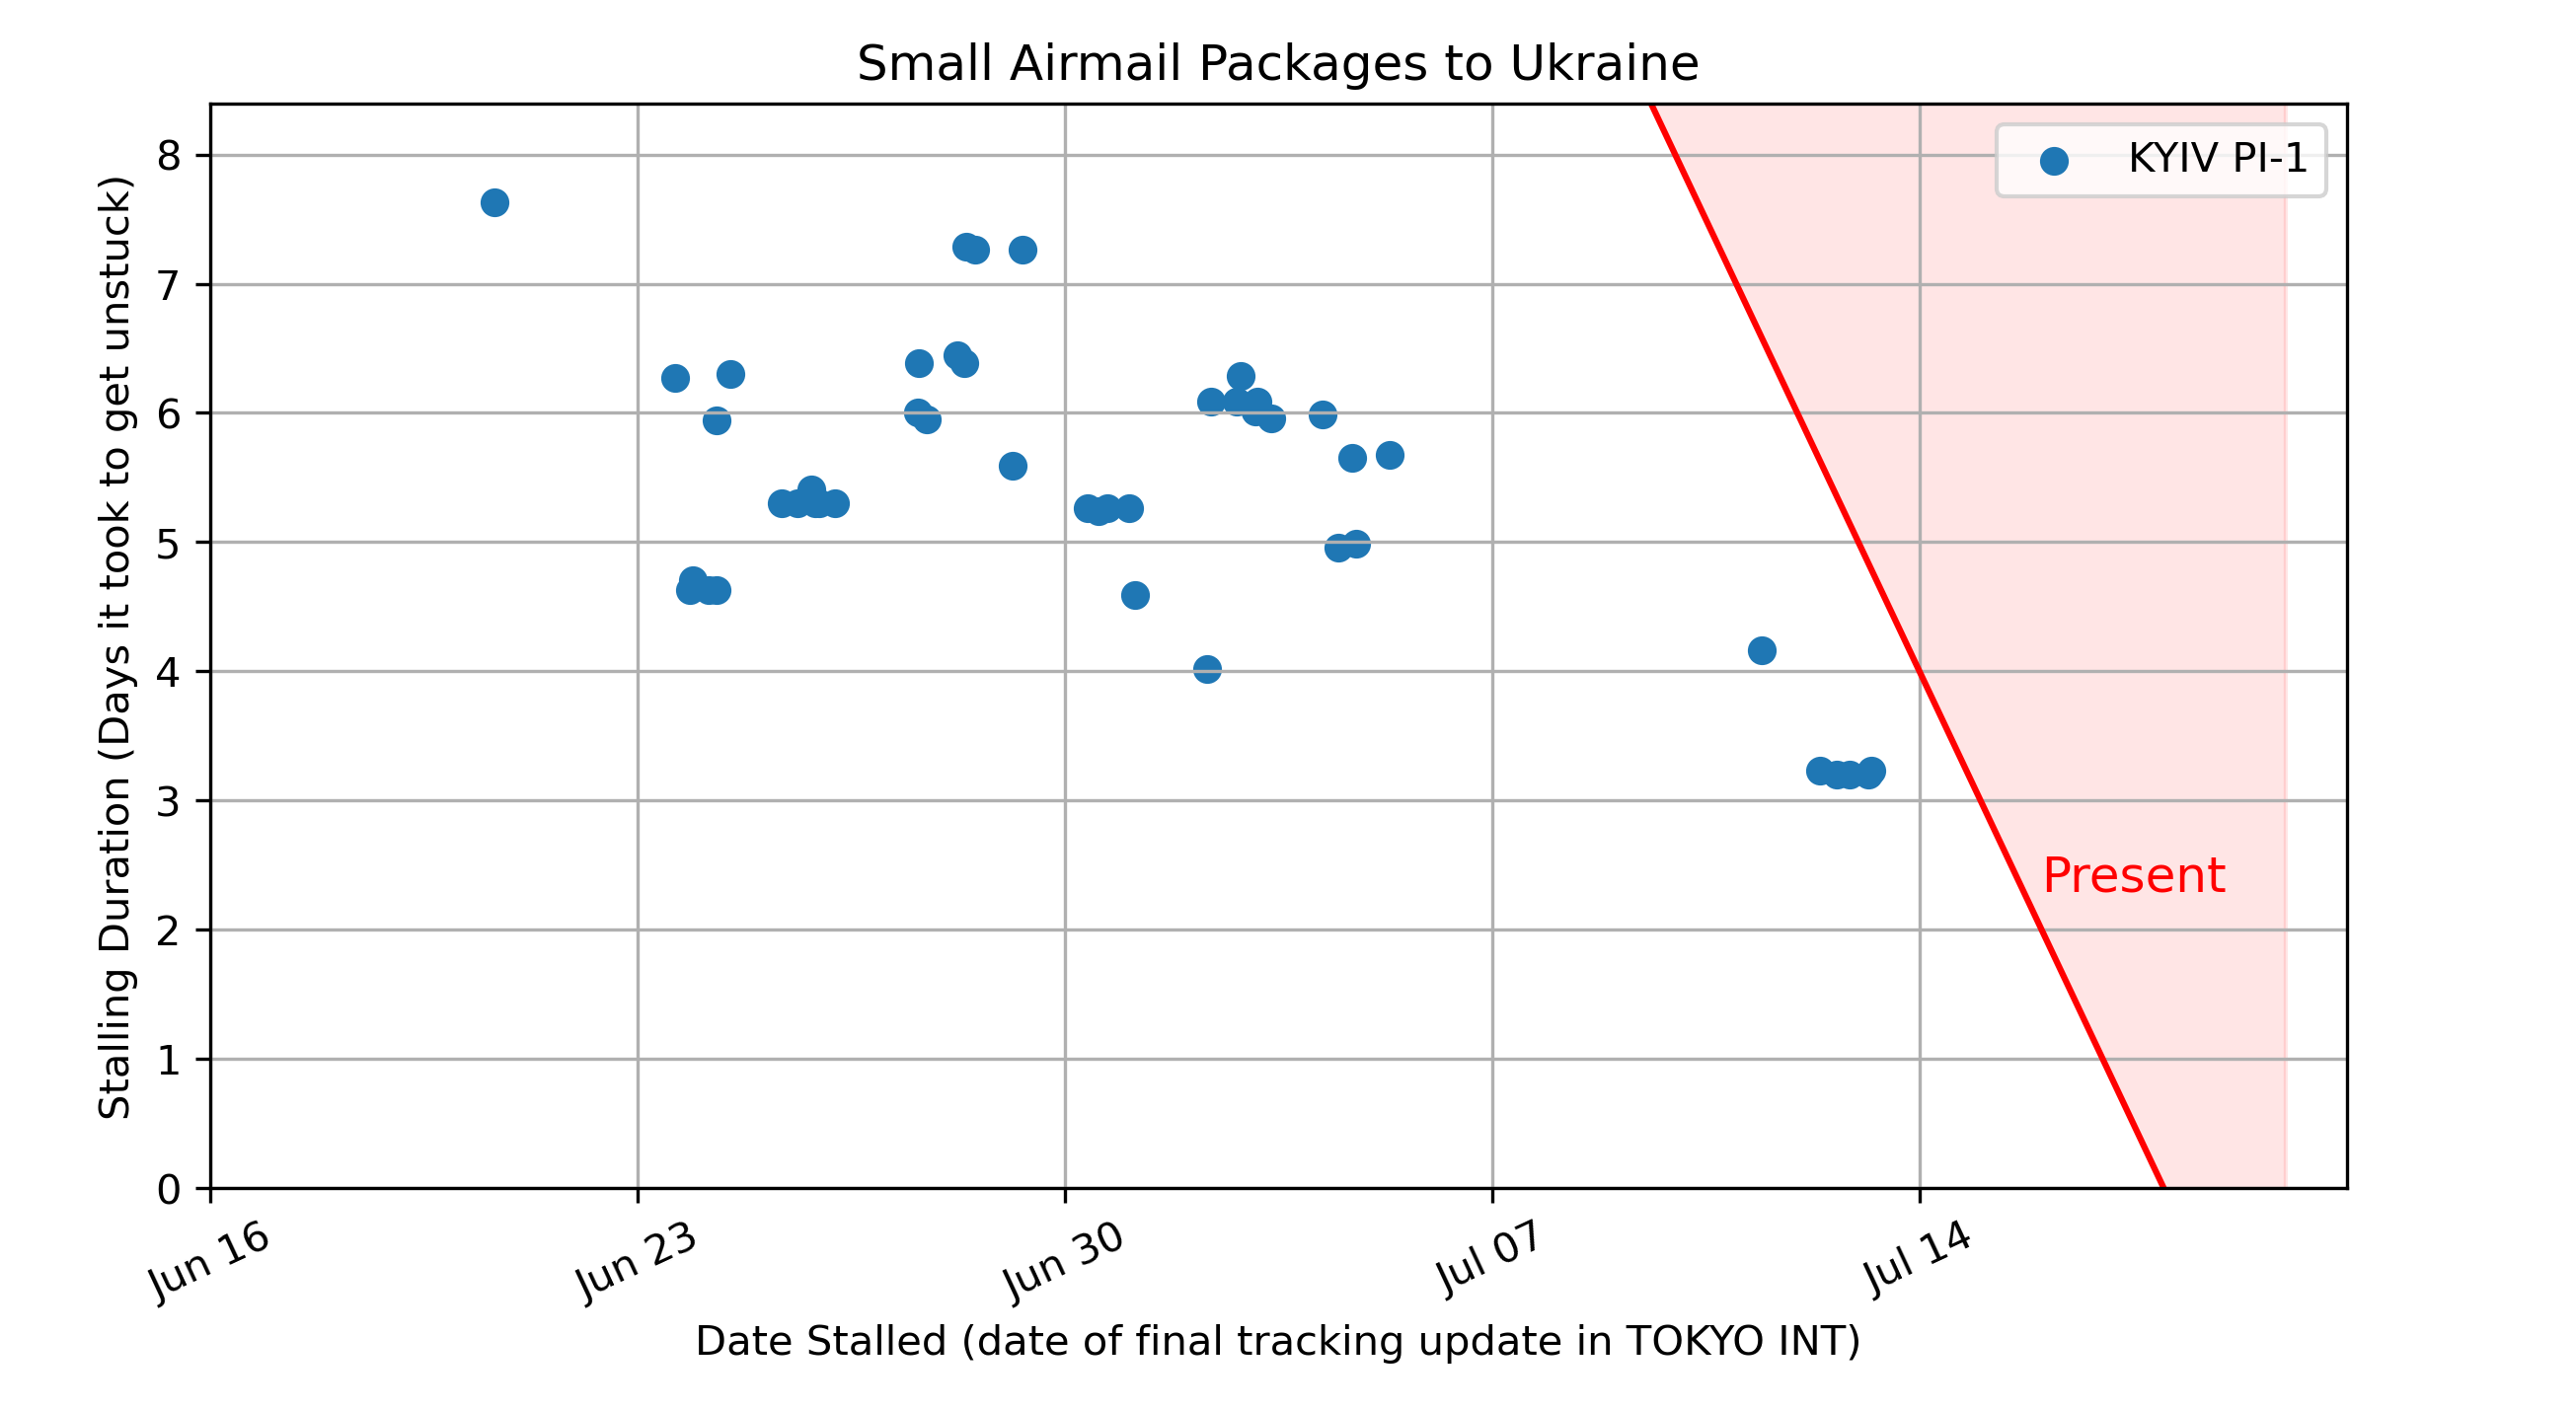 Small Airmail Packages to Ukraine
KYIV PI-1
Stalling Duration (Days it took to get unstuck)
8
7
6
5
4
3
2
1
0
Present
Jun 16
Jun 23
Jun 30
Jul 07
Jul 14
Date Stalled (date of final tracking update in TOKYO INT)